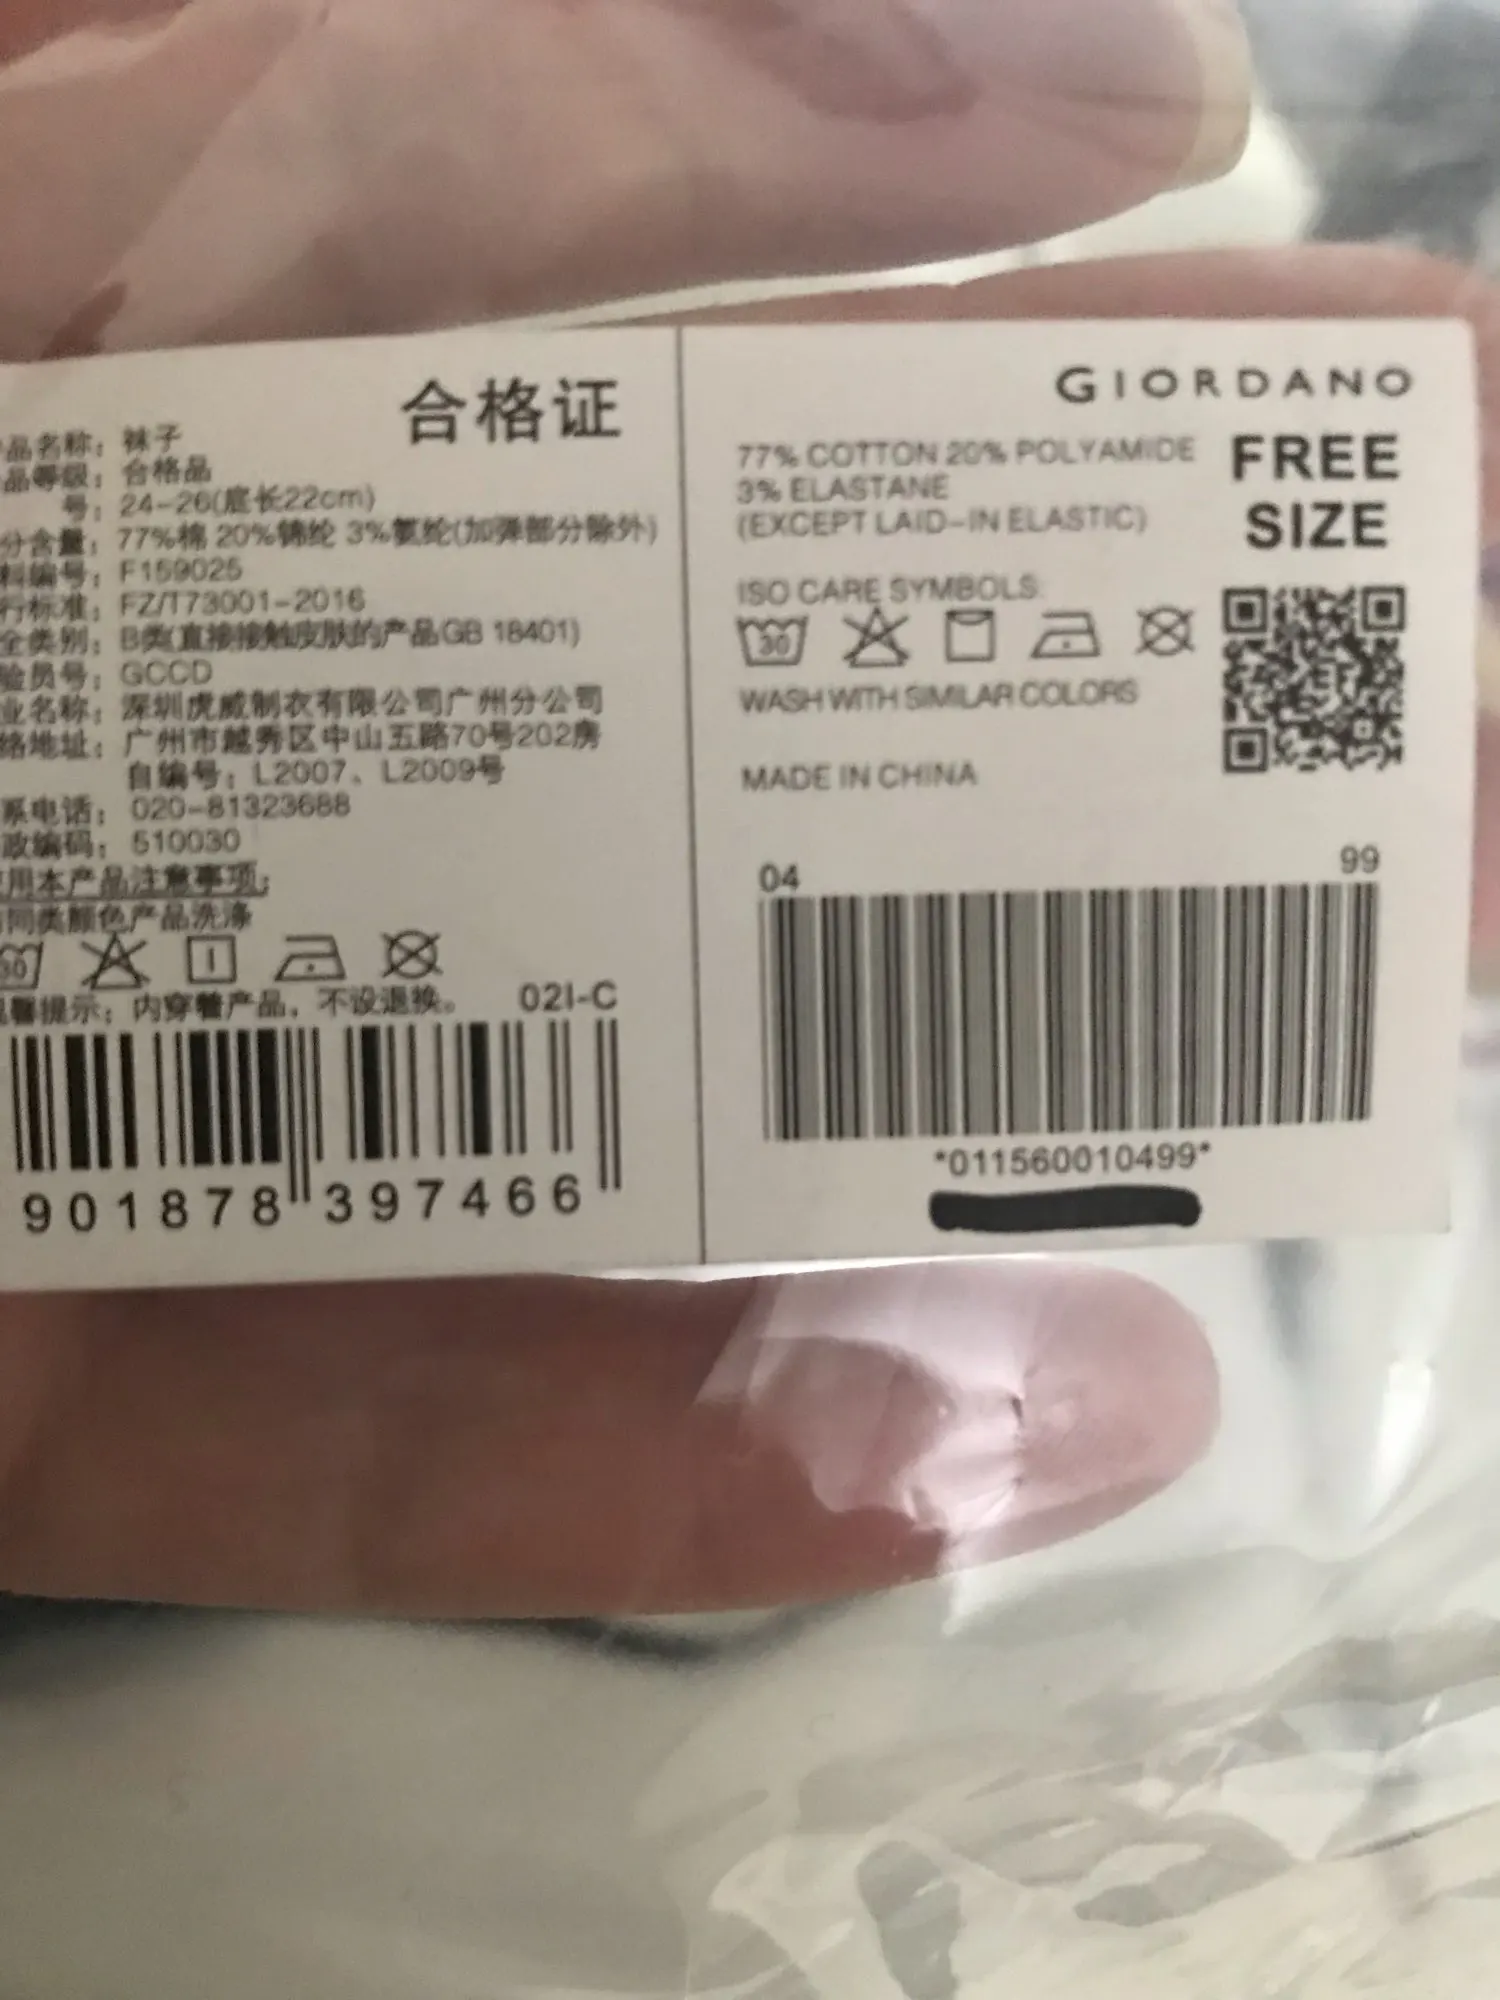 合格证
品名称：袜子
品等级：合格品
号：24-26(底长22cm)
分含量：77%棉 20%锦纶 3%氨纶(加弹部分除外)
料编号：F159025
行标准：FZ/T73001-2016
全类别：B类(直接接触皮肤的产品GB 18401)
验员号：GCCD
业名称：深圳虎威制衣有限公司广州分公司
络地址：广州市越秀区中山五路70号202房
自编号：L2007、L2009号
系电话：020-81323688
政编码：510030
用本产品注意事项：
同类颜色产品洗涤
30
馨提示：内穿着产品，不设退换。 02I-C
901878 397466
GIORDANO
77% COTTON 20% POLYAMIDE
3% ELASTANE
(EXCEPT LAID-IN ELASTIC)
FREE
SIZE
ISO CARE SYMBOLS:
30
WASH WITH SIMILAR COLORS
MADE IN CHINA
04 99
*011560010499*